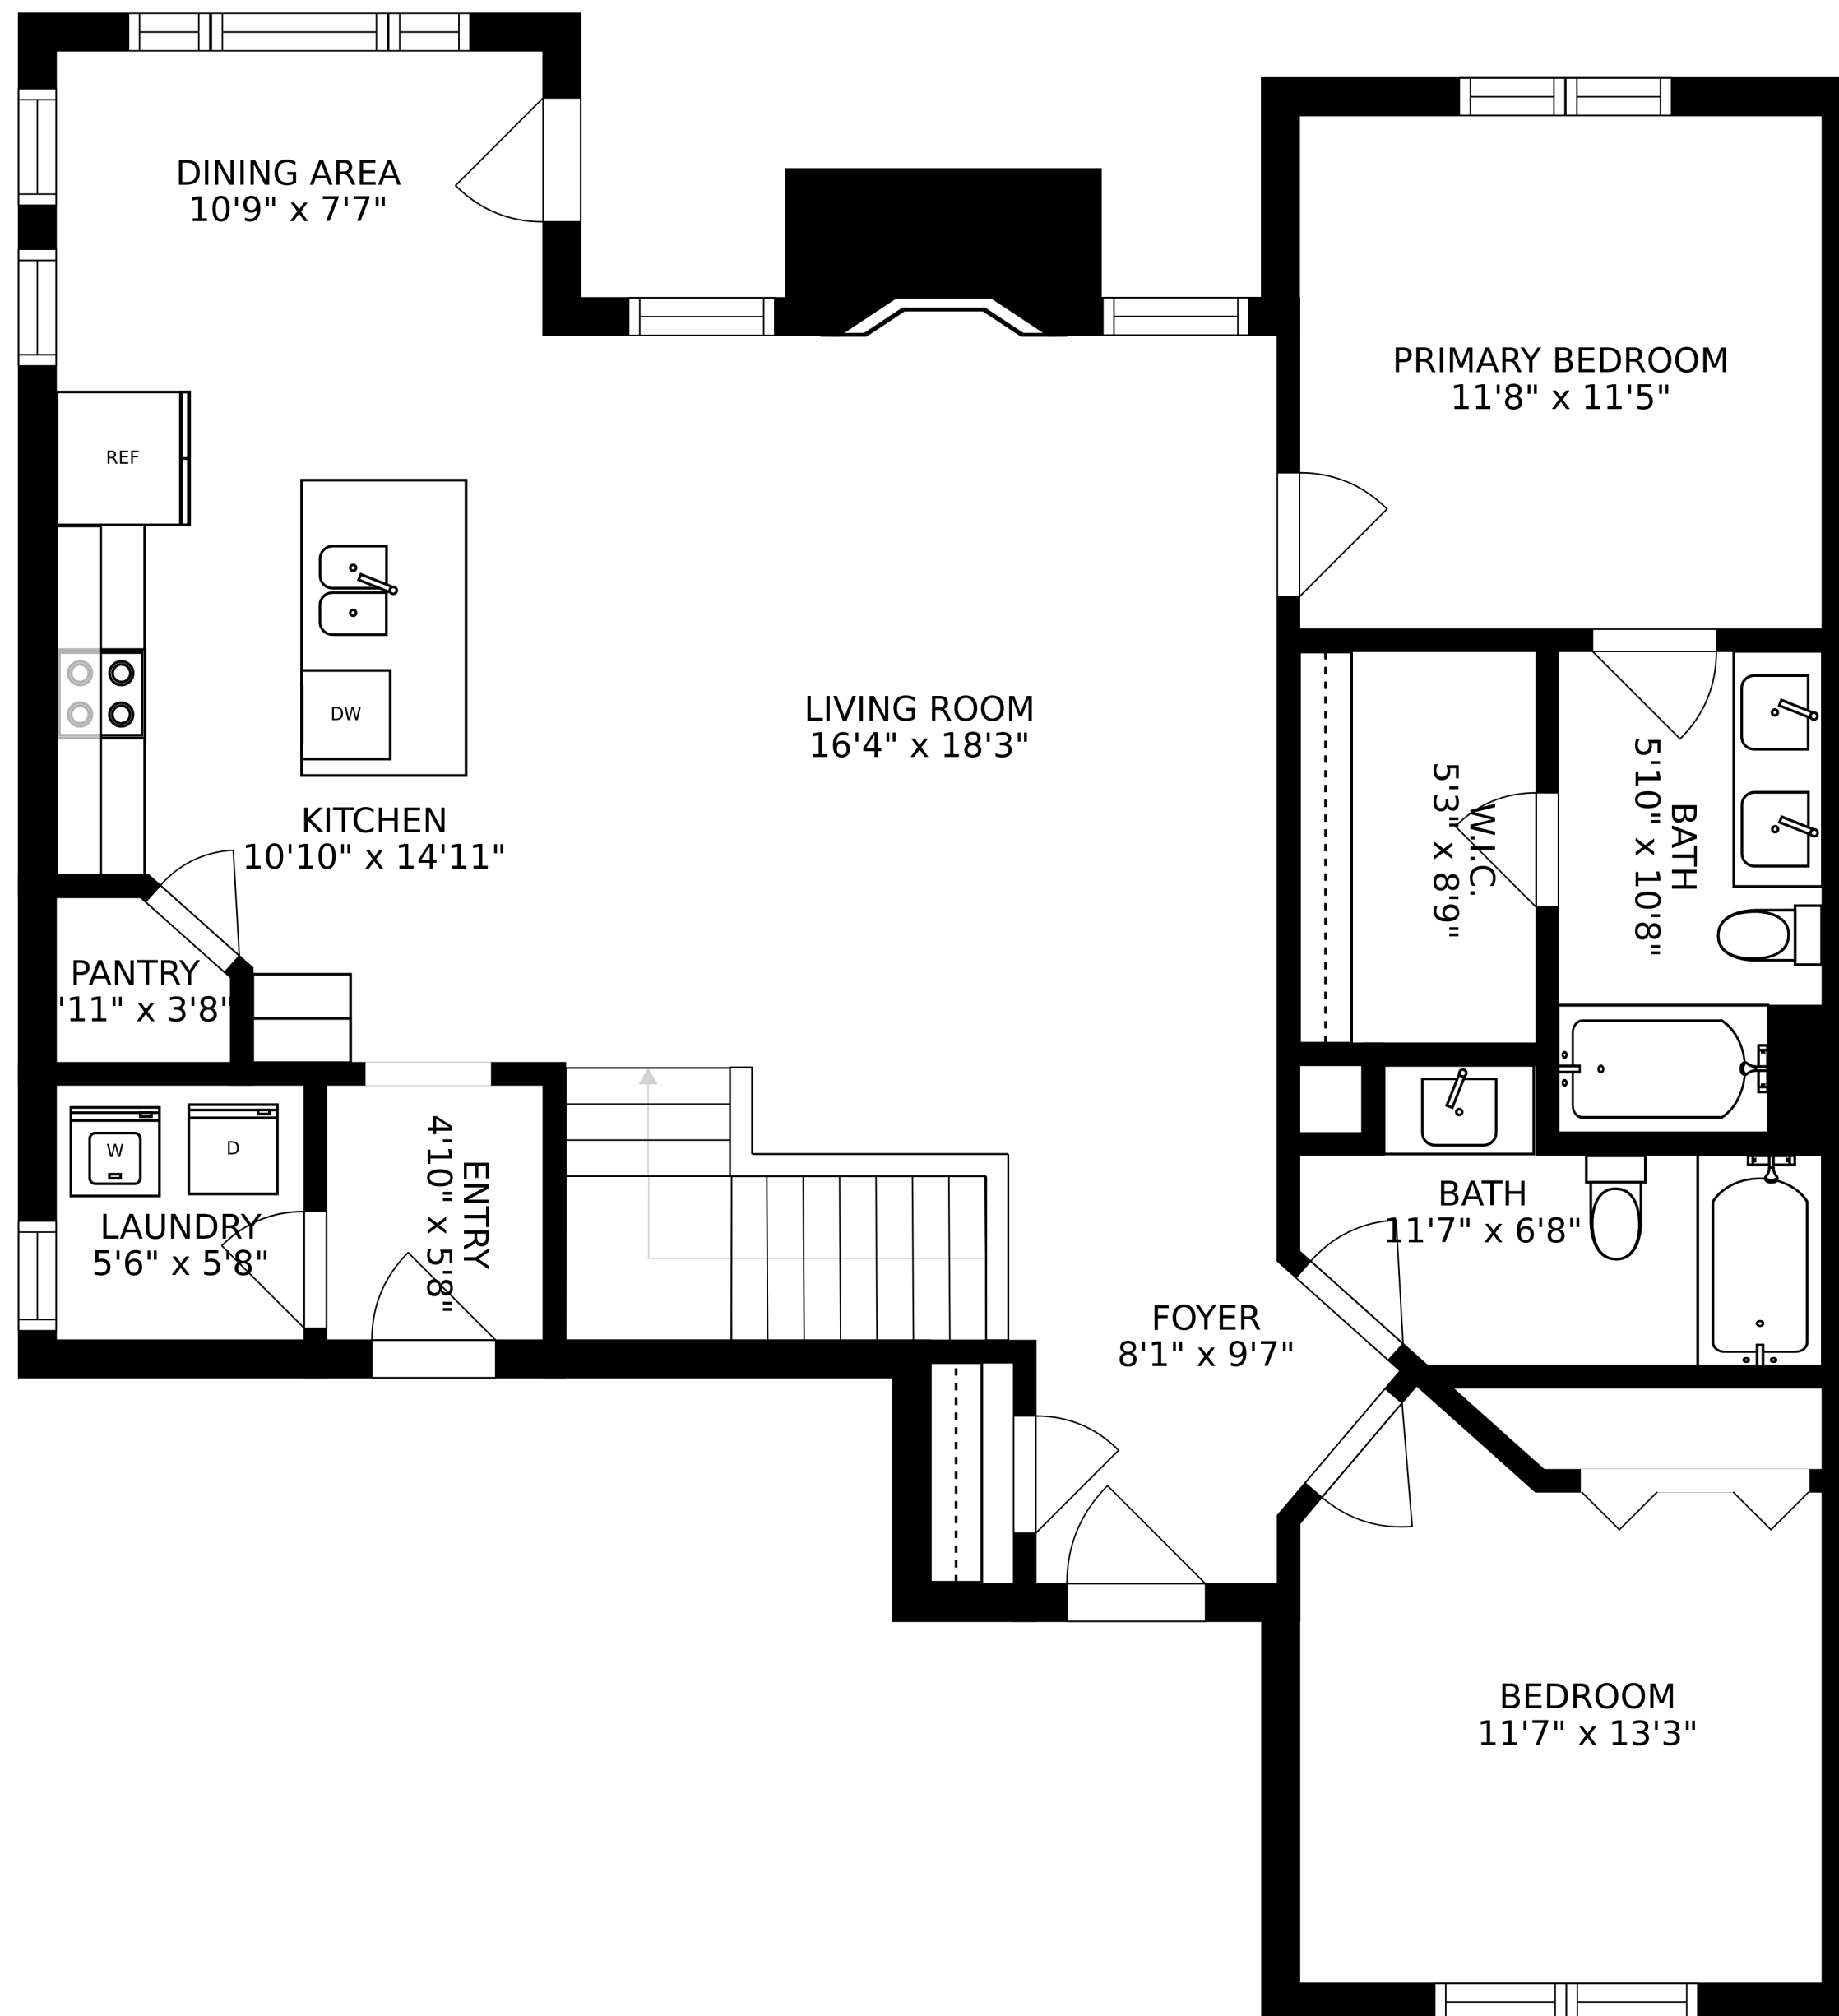 DINING AREA
10'9" x 7'7"
PRIMARY BEDROOM
11'8" x 11'5"
REF
DW
LIVING ROOM
16'4" x 18'3"
KITCHEN
10'10" x 14'11"
W.I.C.
5'3" x 8'9"
BATH
5'10" x 10'8"
PANTRY
'11" x 3'8"
W
D
LAUNDRY
5'6" x 5'8"
ENTRY
4'10" x 5'8"
BATH
11'7" x 6'8"
FOYER
8'1" x 9'7"
BEDROOM
11'7" x 13'3"